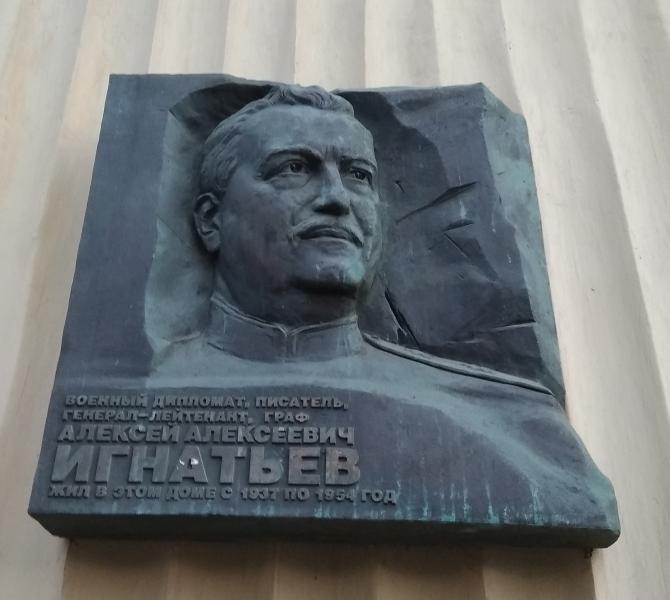 ВОЕННЫЙ ДИПЛОМАТ, ПИСАТЕЛЬ,
ГЕНЕРАЛ-ЛЕЙТЕНАНТ, ГРАФ
АЛЕКСЕЙ АЛЕКСЕЕВИЧ
ИГНАТЬЕВ
ЖИЛ В ЭТОМ ДОМЕ С 1937 ПО 1954 ГОД